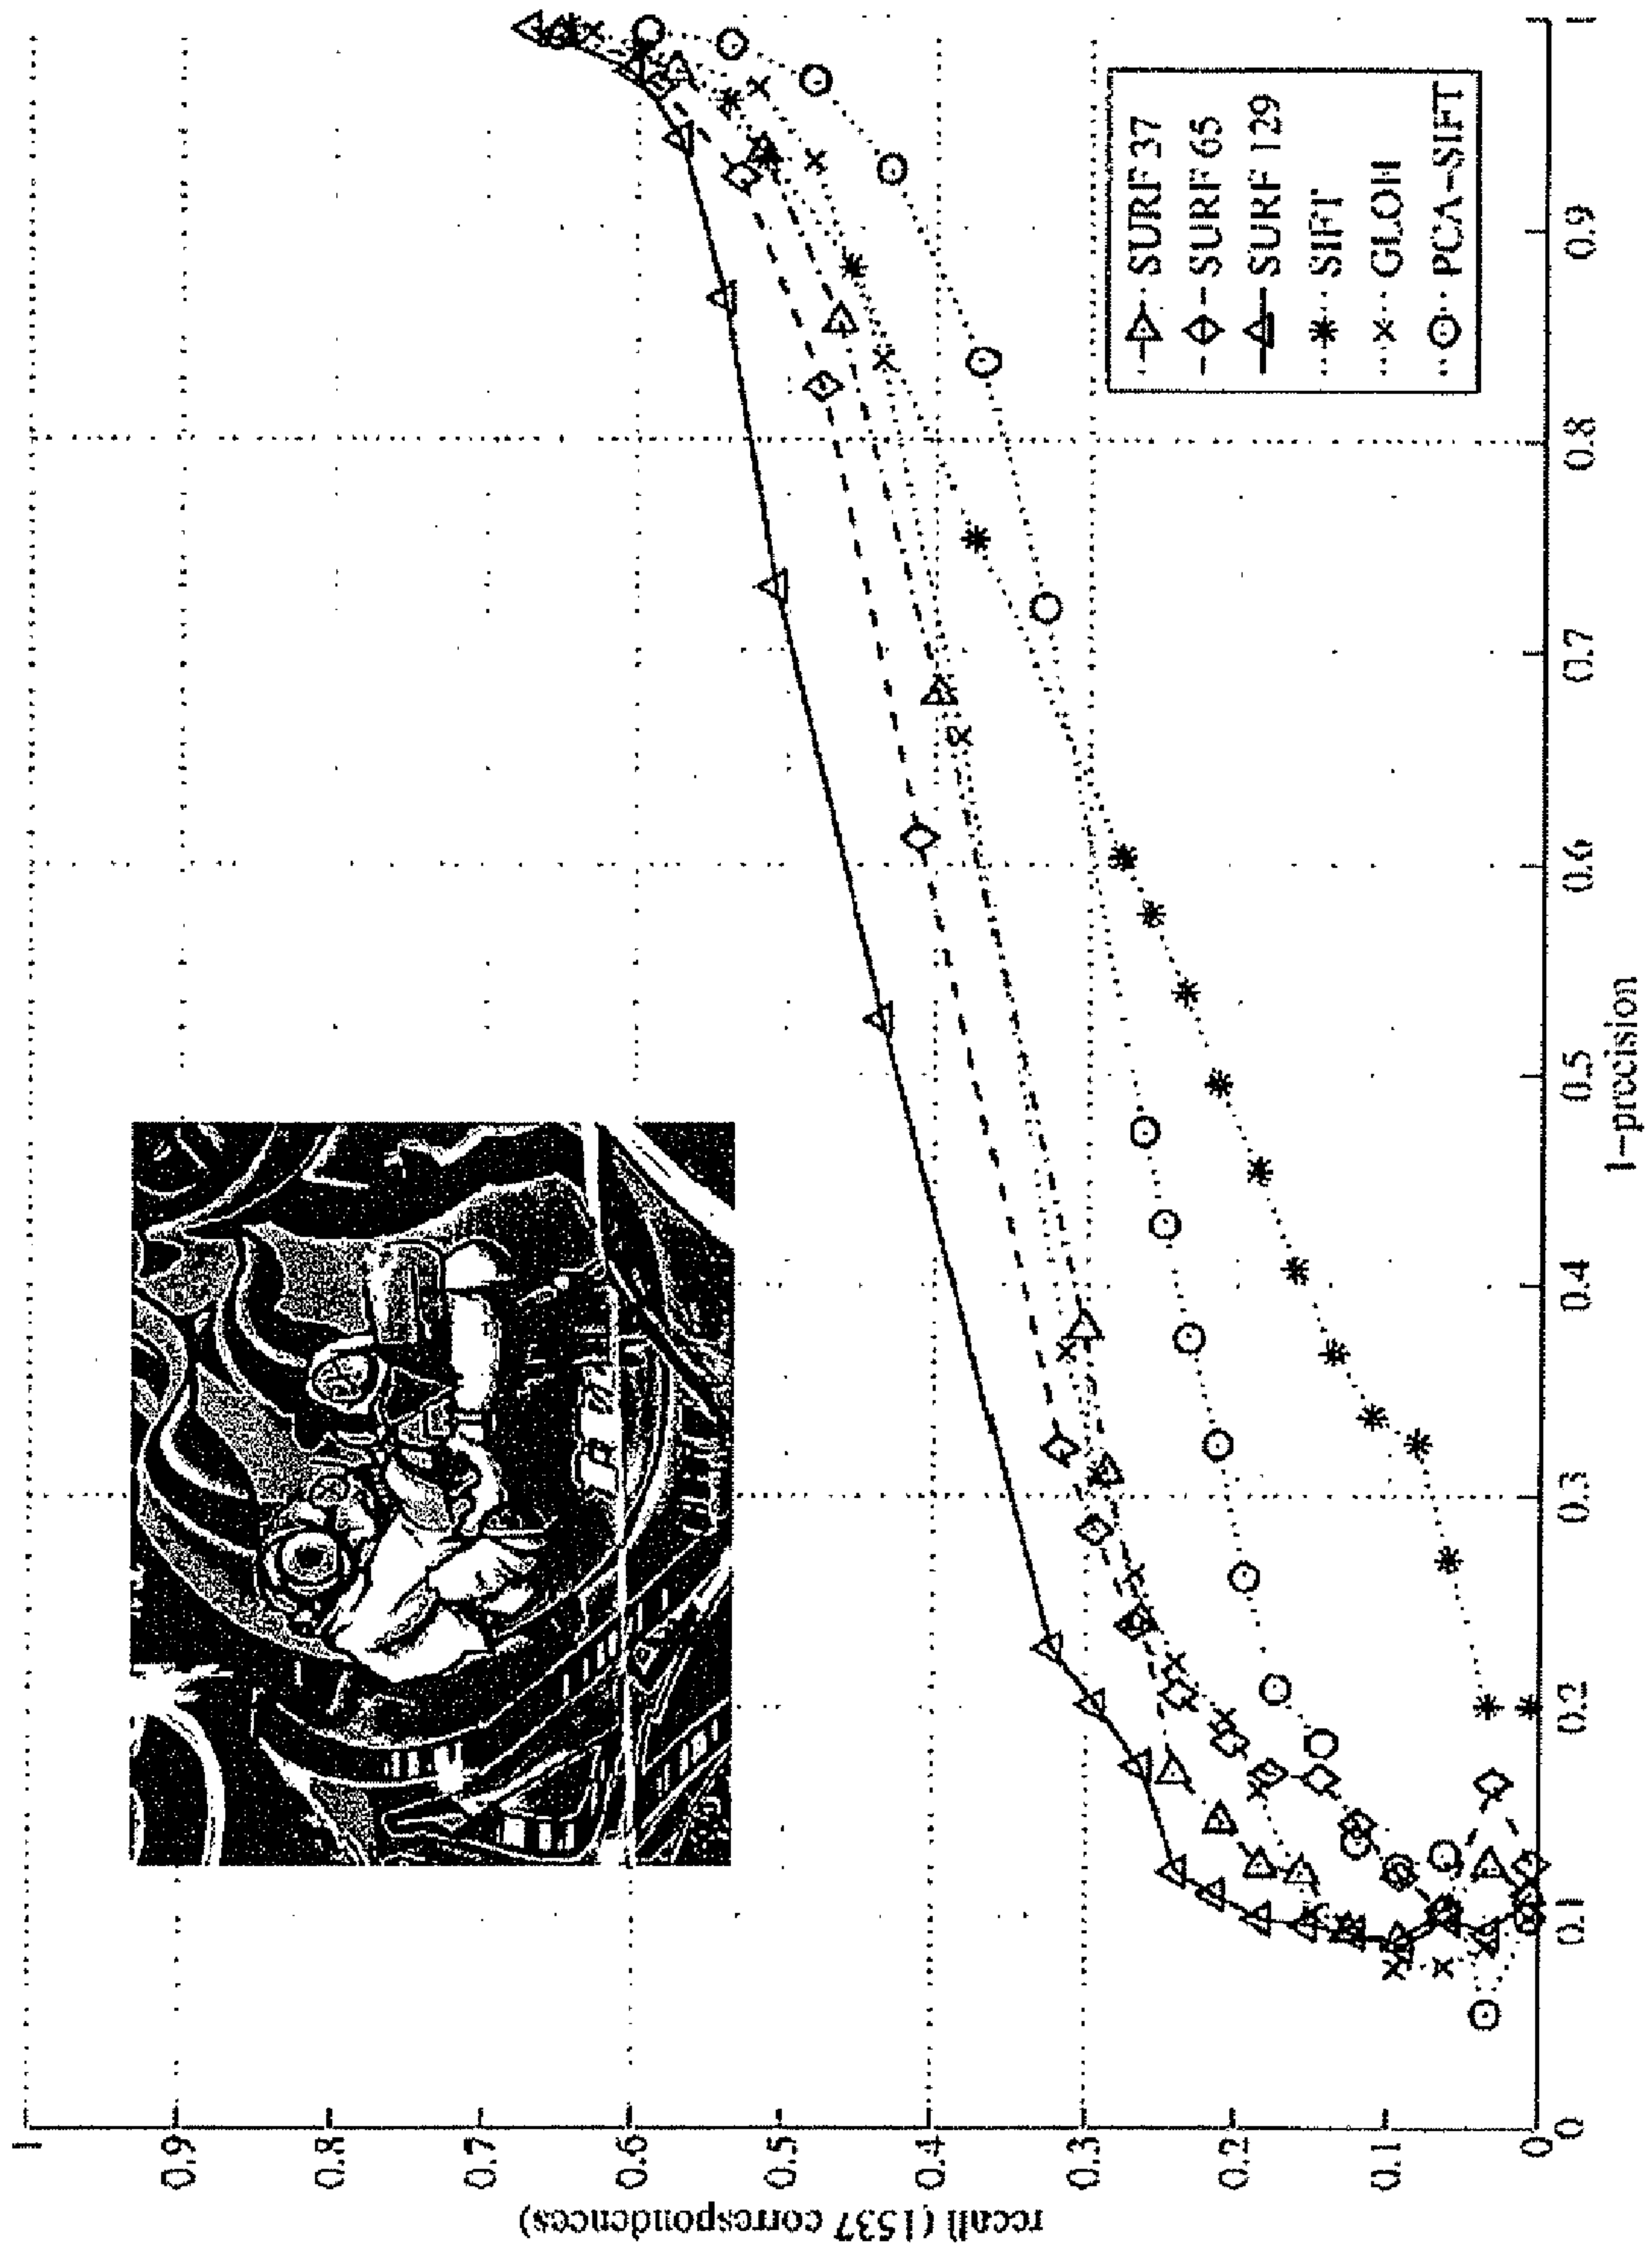 recall (1537 correspondences)
1
0.9
0.8
0.7
0.6
0.5
0.4
0.3
0.2
0.1
0
0
0.1
0.2
0.3
0.4
0.5
0.6
0.7
0.8
0.9
1
1-precision
SURF 37
SURF 65
SURF 129
SIFT
GLOH
PCA-SIFT